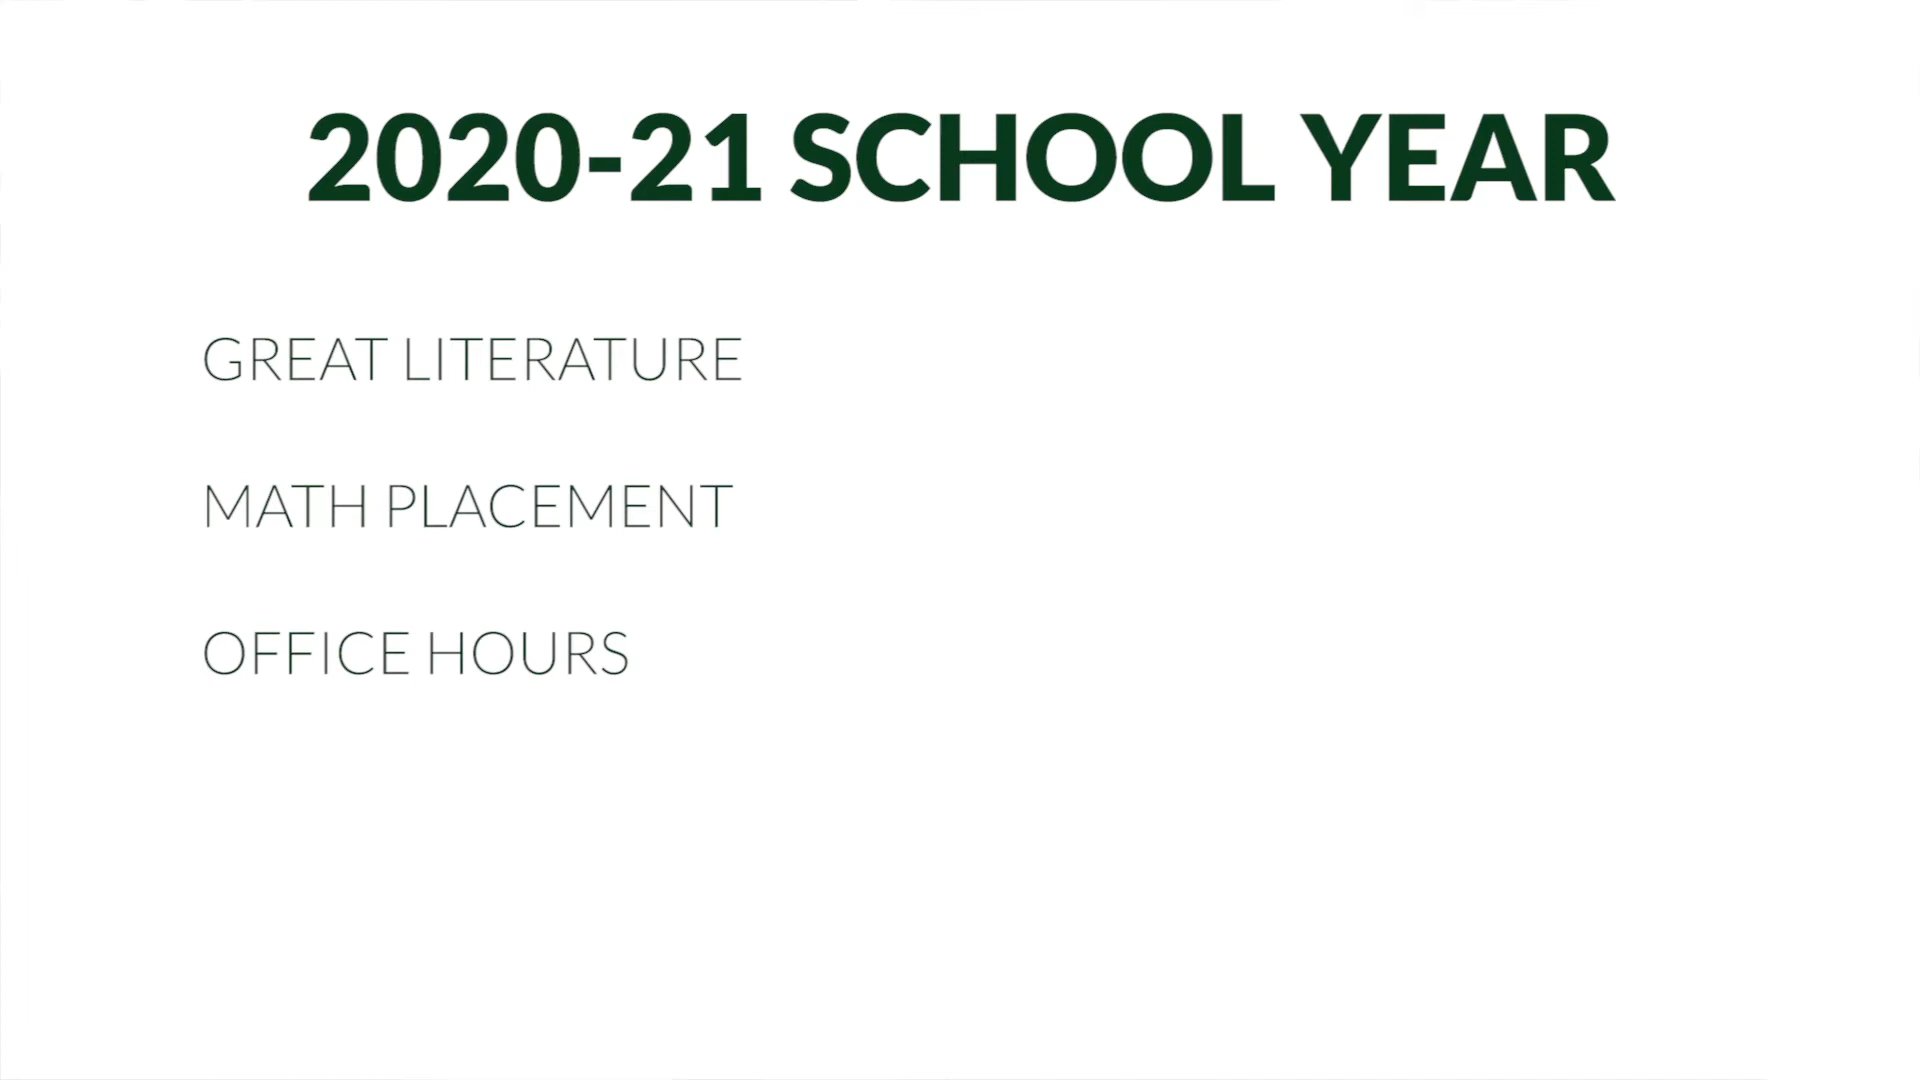 2020-21 SCHOOL YEAR
GREAT LITERATURE
MATH PLACEMENT
OFFICE HOURS